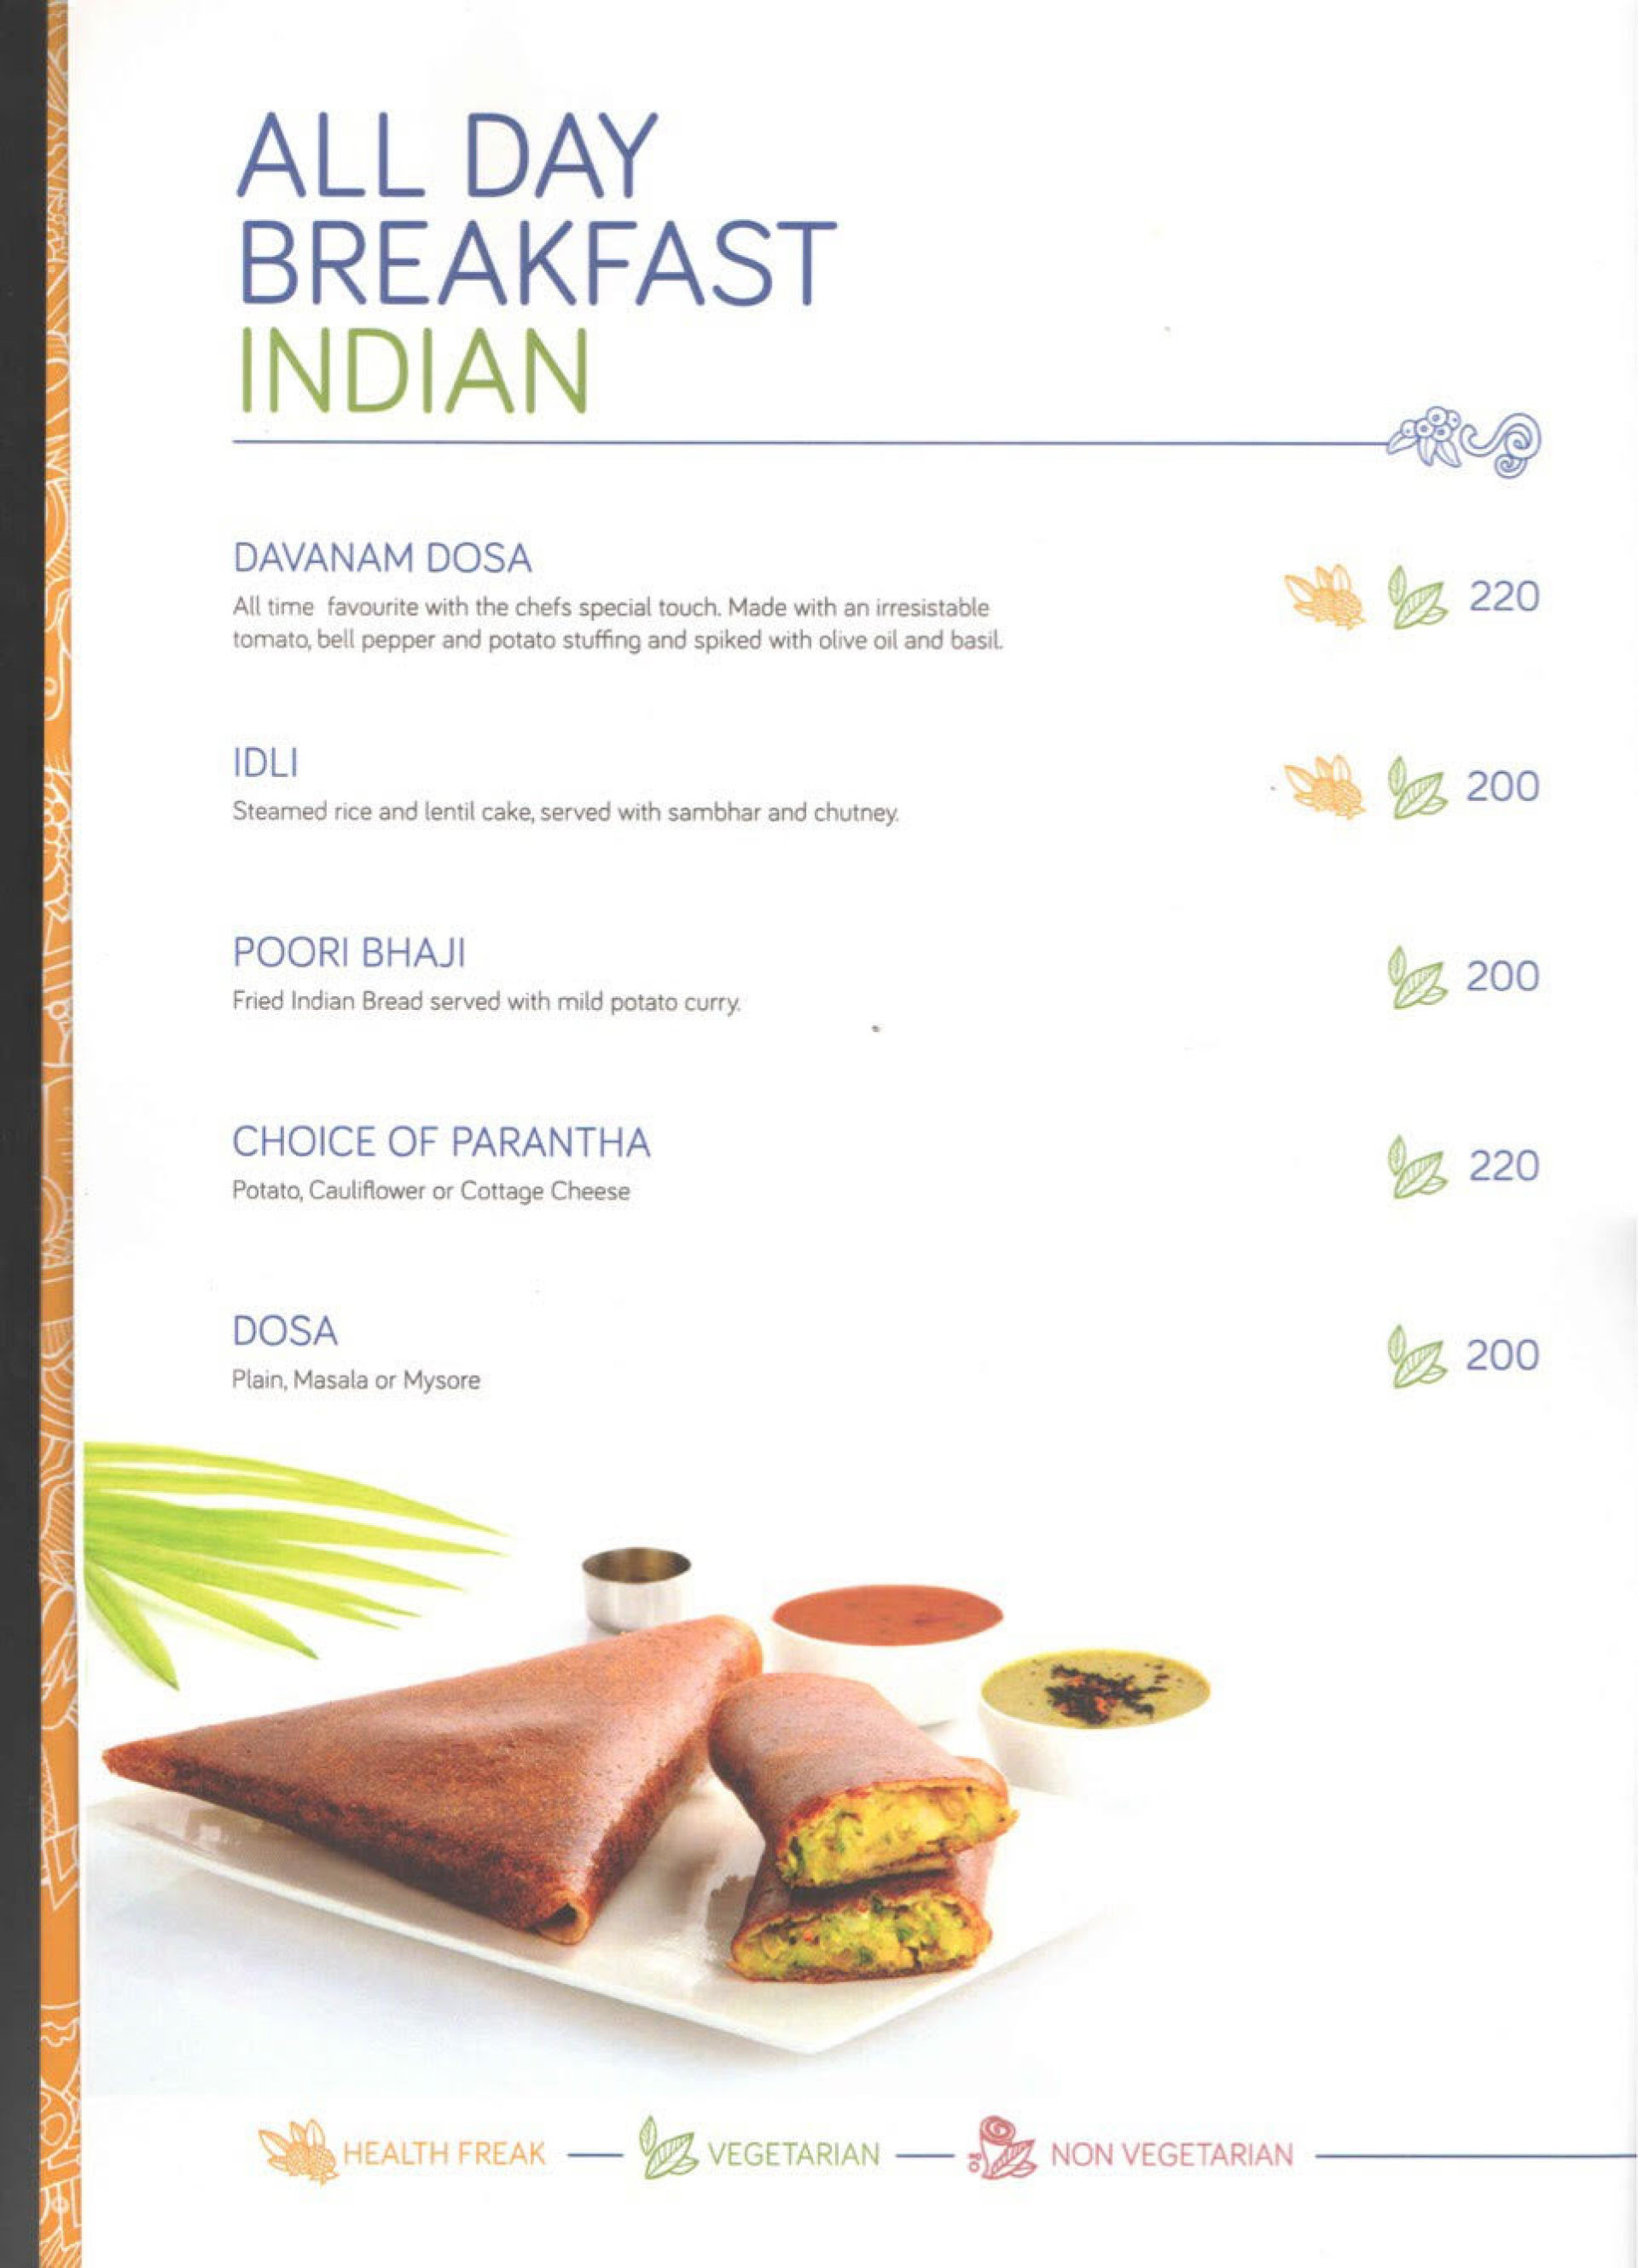 ALL DAY
BREAKFAST
INDIAN
DAVANAM DOSA
All time favourite with the chefs special touch. Made with an irresistable
tomato, bell pepper and potato stuffing and spiked with olive oil and basil.
220
IDLI
Steamed rice and lentil cake, served with sambhar and chutney.
200
POORI BHAJI
Fried Indian Bread served with mild potato curry.
200
CHOICE OF PARANTHA
Potato, Cauliflower or Cottage Cheese
220
DOSA
Plain, Masala or Mysore
200
HEALTH FREAK VEGETARIAN NON VEGETARIAN